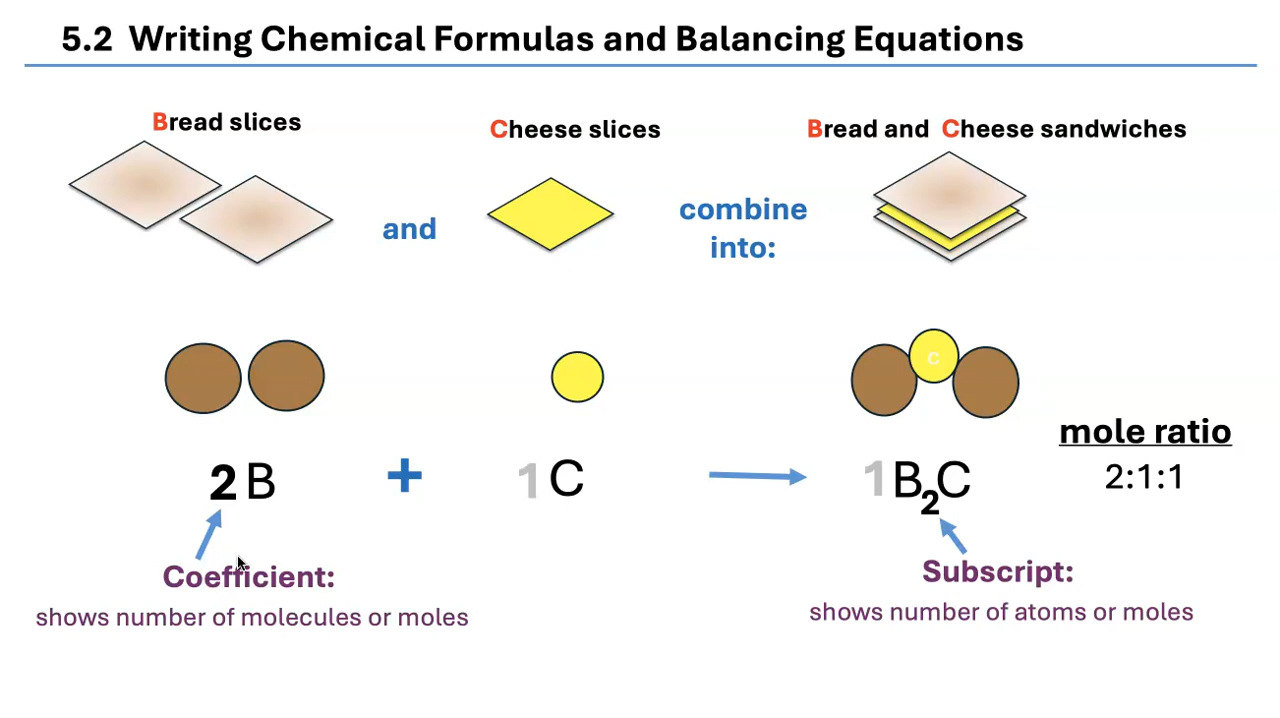 5.2 Writing Chemical Formulas and Balancing Equations
Bread slices
Cheese slices
Bread and Cheese sandwiches
and
combine
into:
C
mole ratio
2 B + 1 C 1 B₂C
2:1:1
Coefficient:
shows number of molecules or moles
Subscript:
shows number of atoms or moles